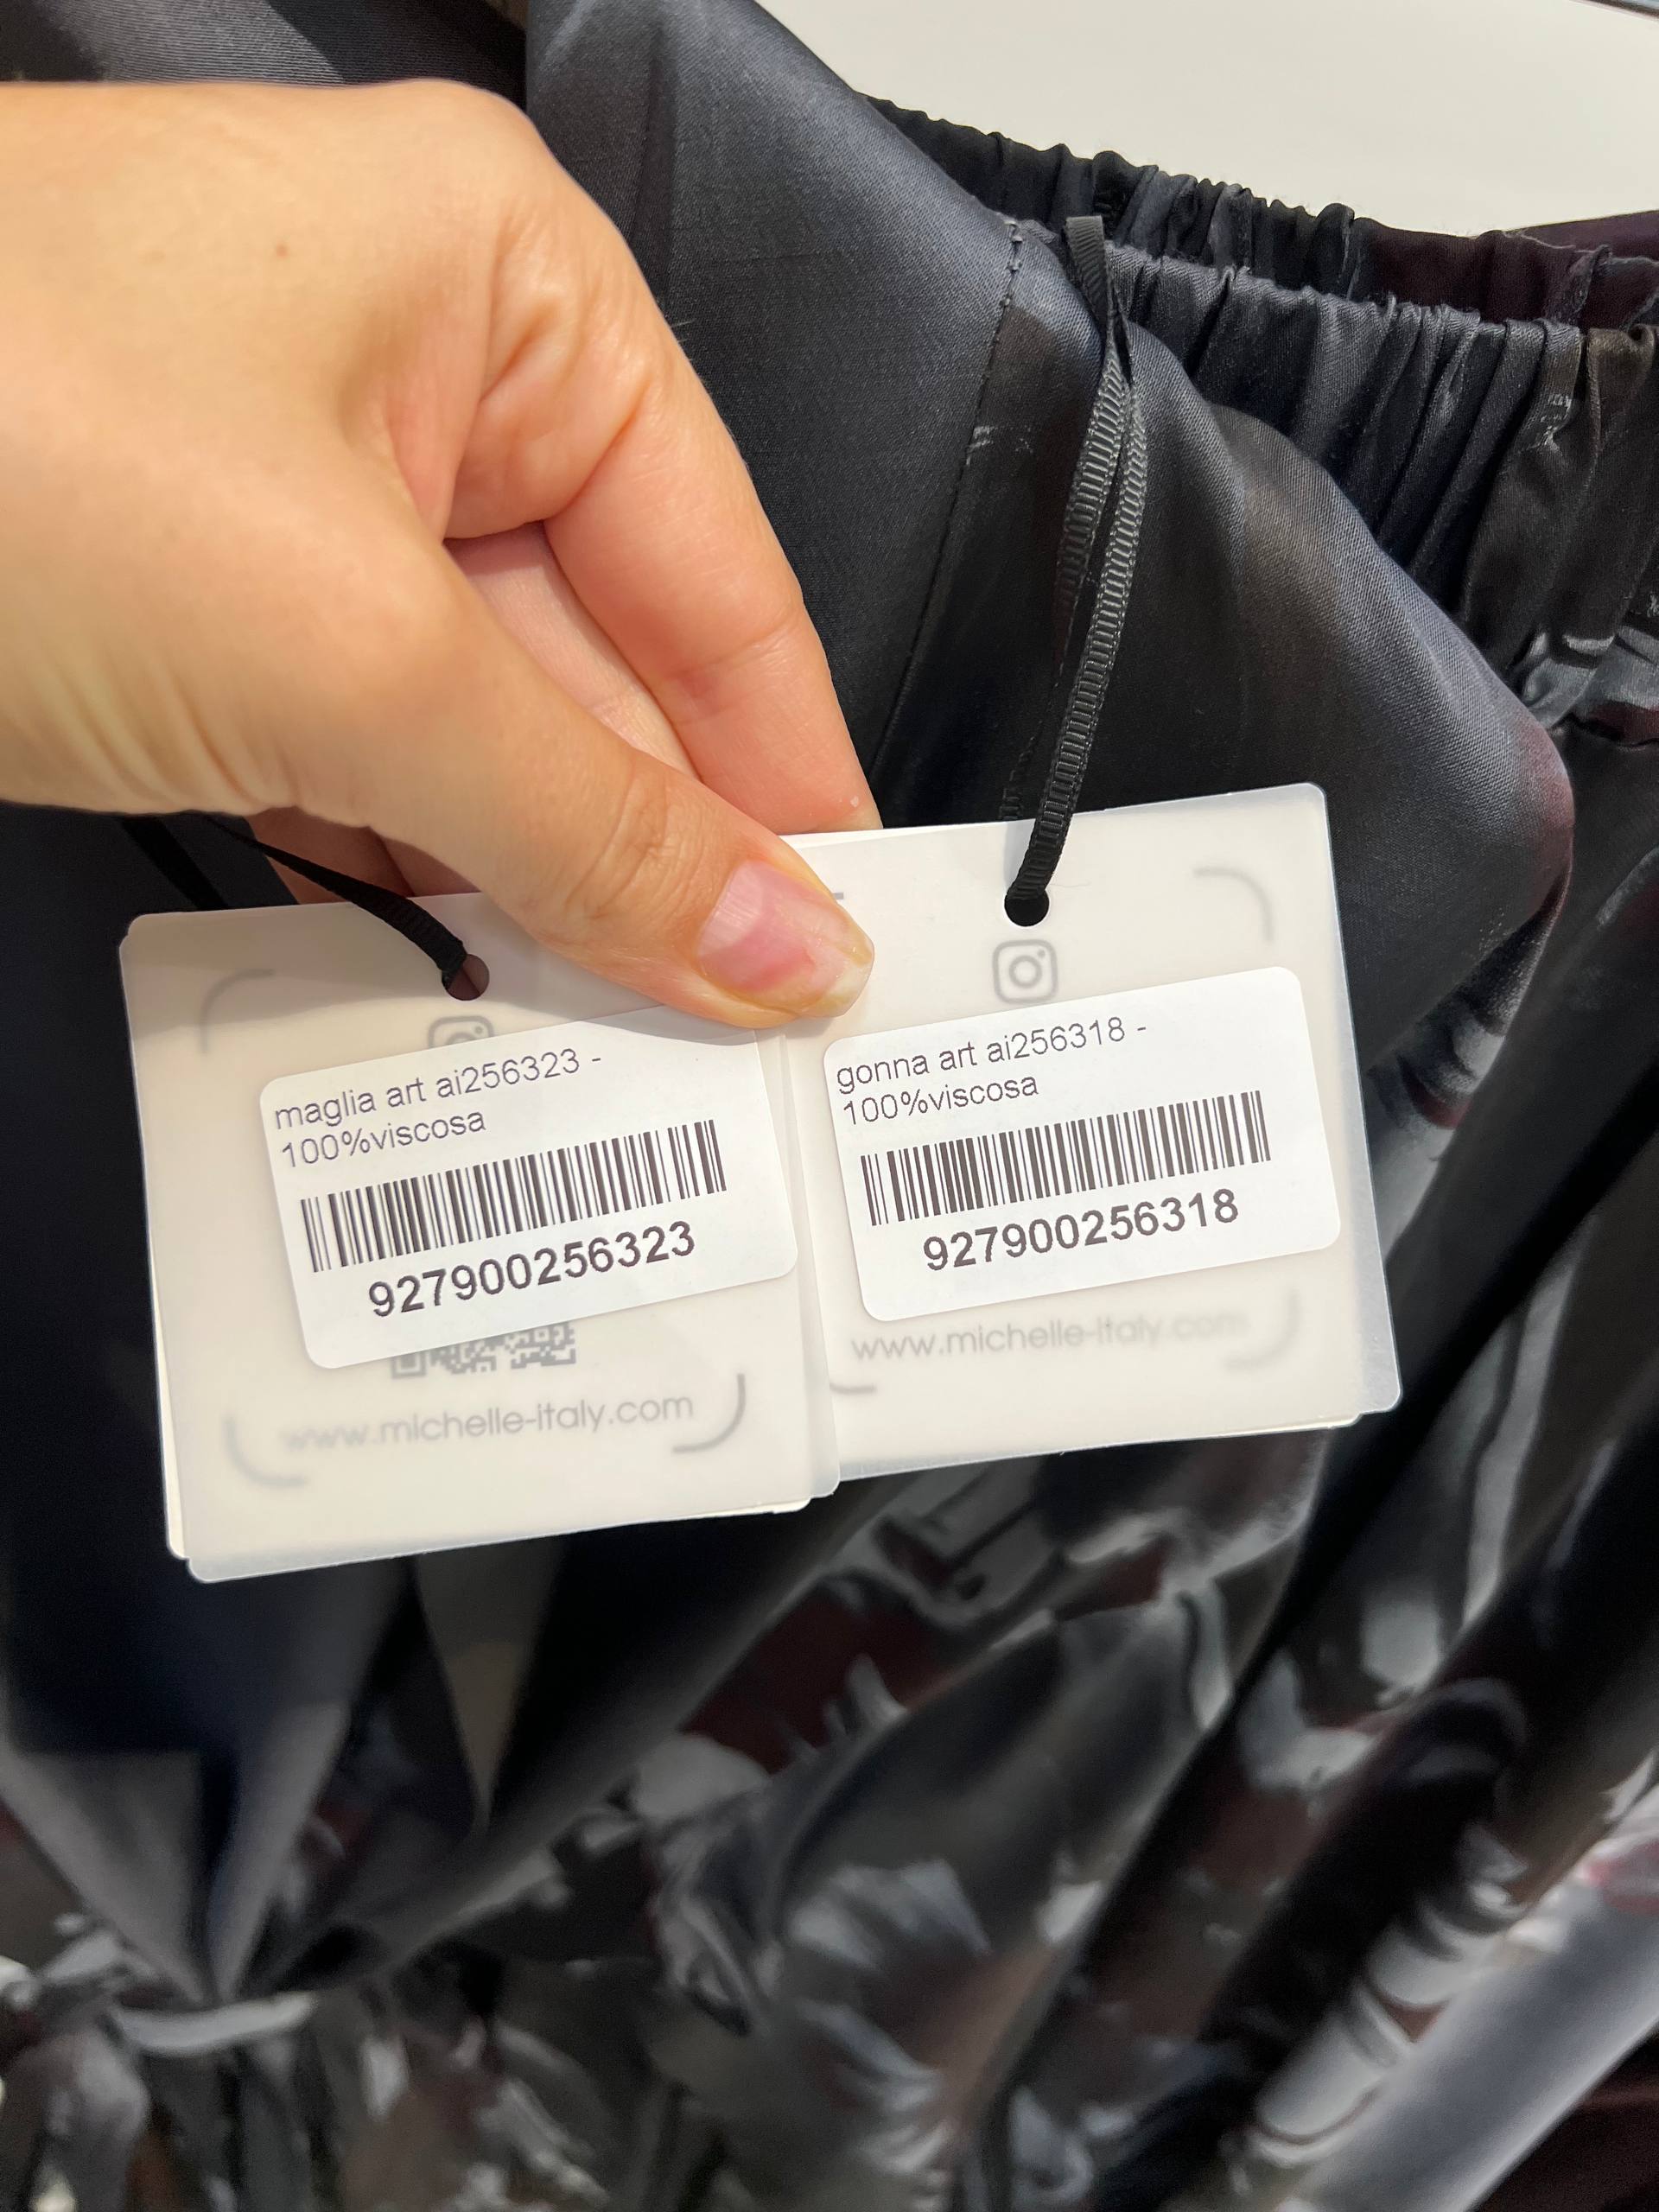 maglia art ai256323 -
100%viscosa
927900256323
www.michelle-italy.com
gonna art ai256318 -
100%viscosa
927900256318
www.michelle-italy.com